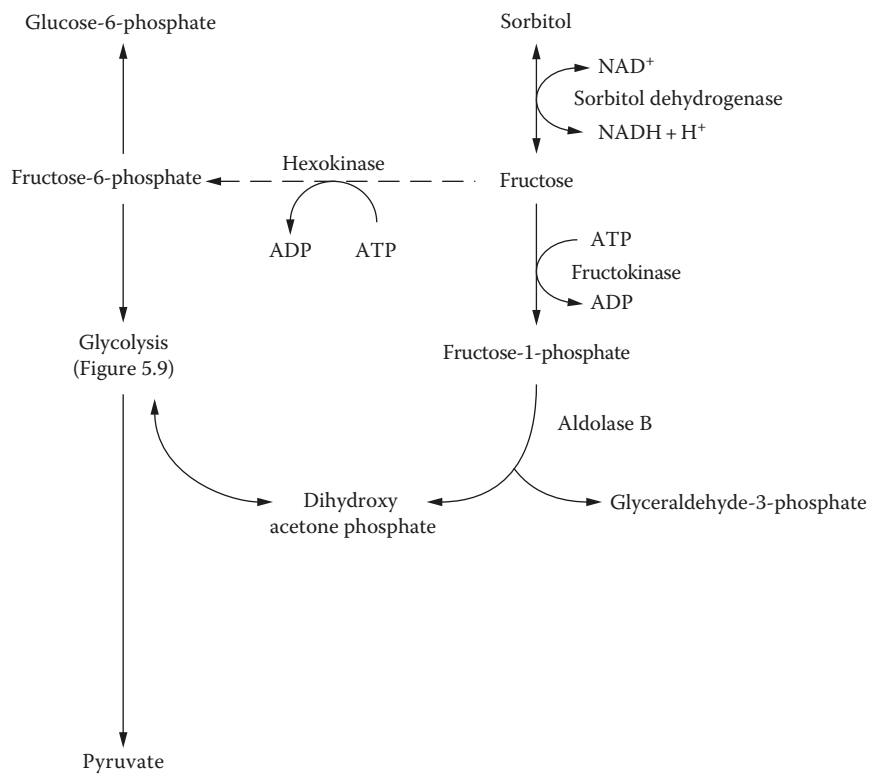 Glucose-6-phosphate
Sorbitol
NAD⁺
Sorbitol dehydrogenase
NADH + H⁺
Fructose-6-phosphate
Hexokinase
Fructose
ADP
ATP
ATP
Fructokinase
ADP
Glycolysis
(Figure 5.9)
Fructose-1-phosphate
Aldolase B
Dihydroxy
acetone phosphate
Glyceraldehyde-3-phosphate
Pyruvate